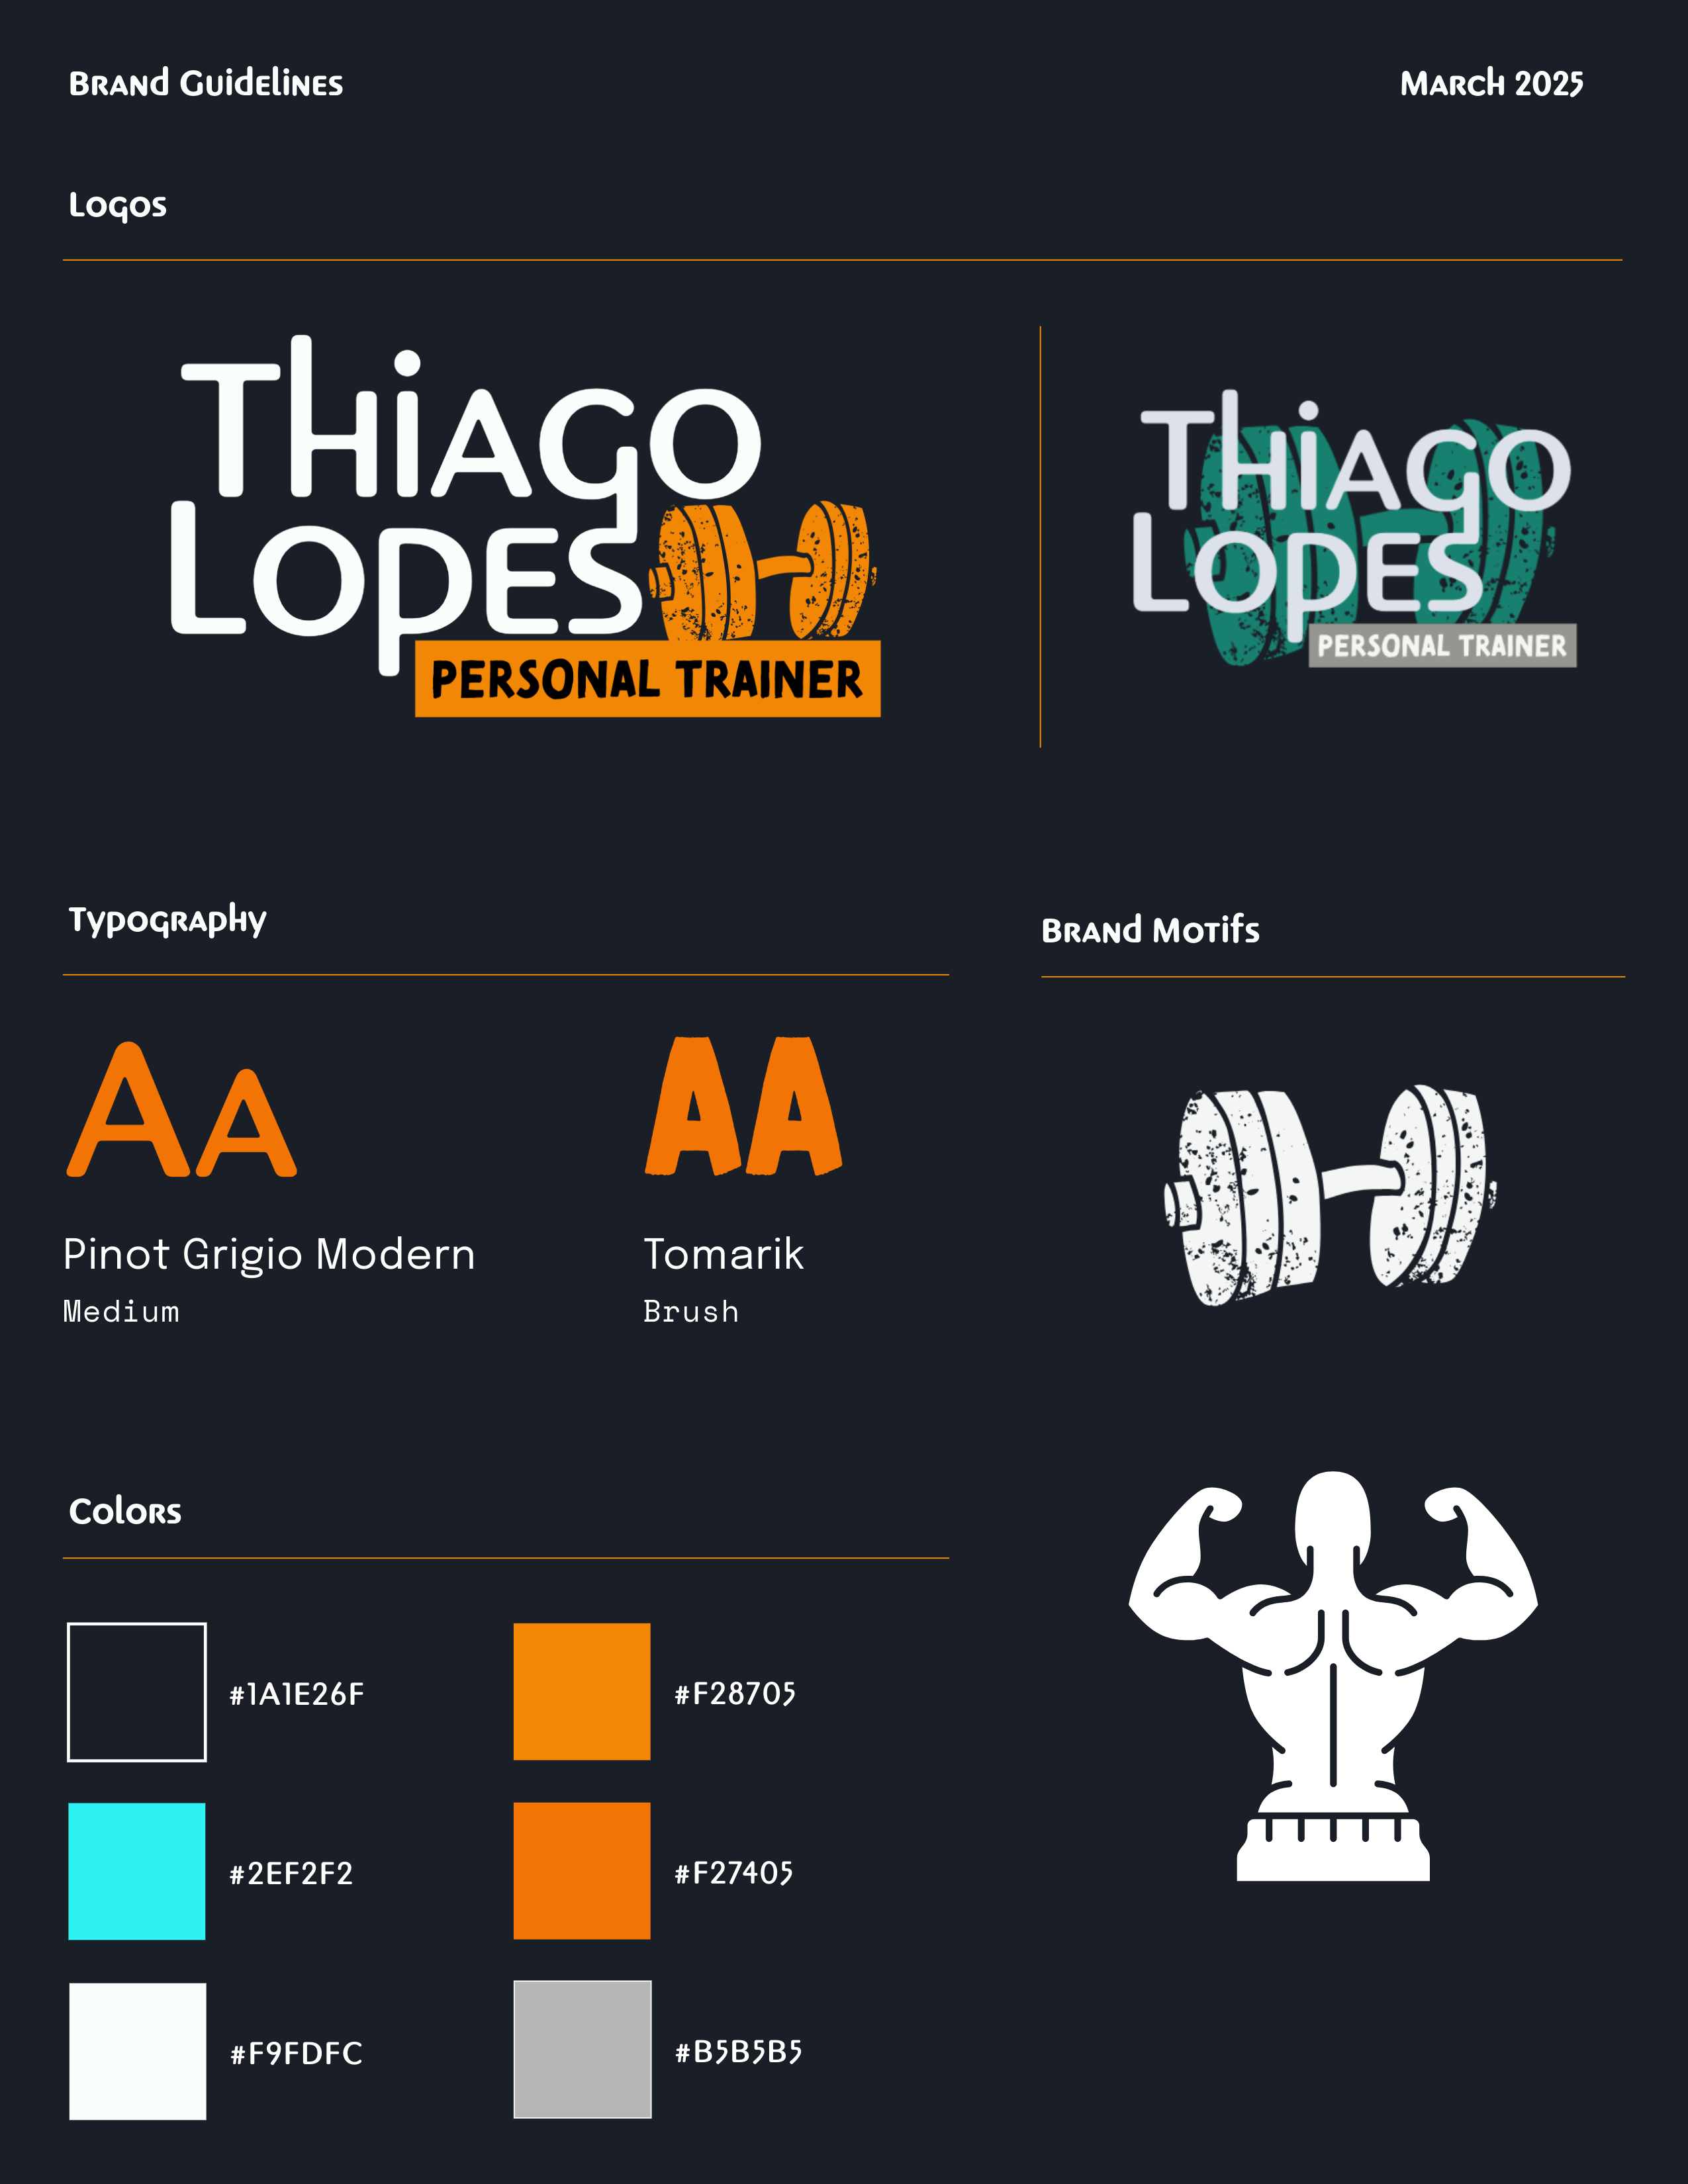 Brand Guidelines
March 2025
Logos
Thiago
Lopes
PERSONAL TRAINER
Thiago
Lopes
PERSONAL TRAINER
Typography
Brand Motifs
Aa
AA
Pinot Grigio Modern
Tomarik
Medium
Brush
Colors
#1A1E26F
#F28705
#2EF2F2
#F27405
#F9FDFC
#B5B5B5